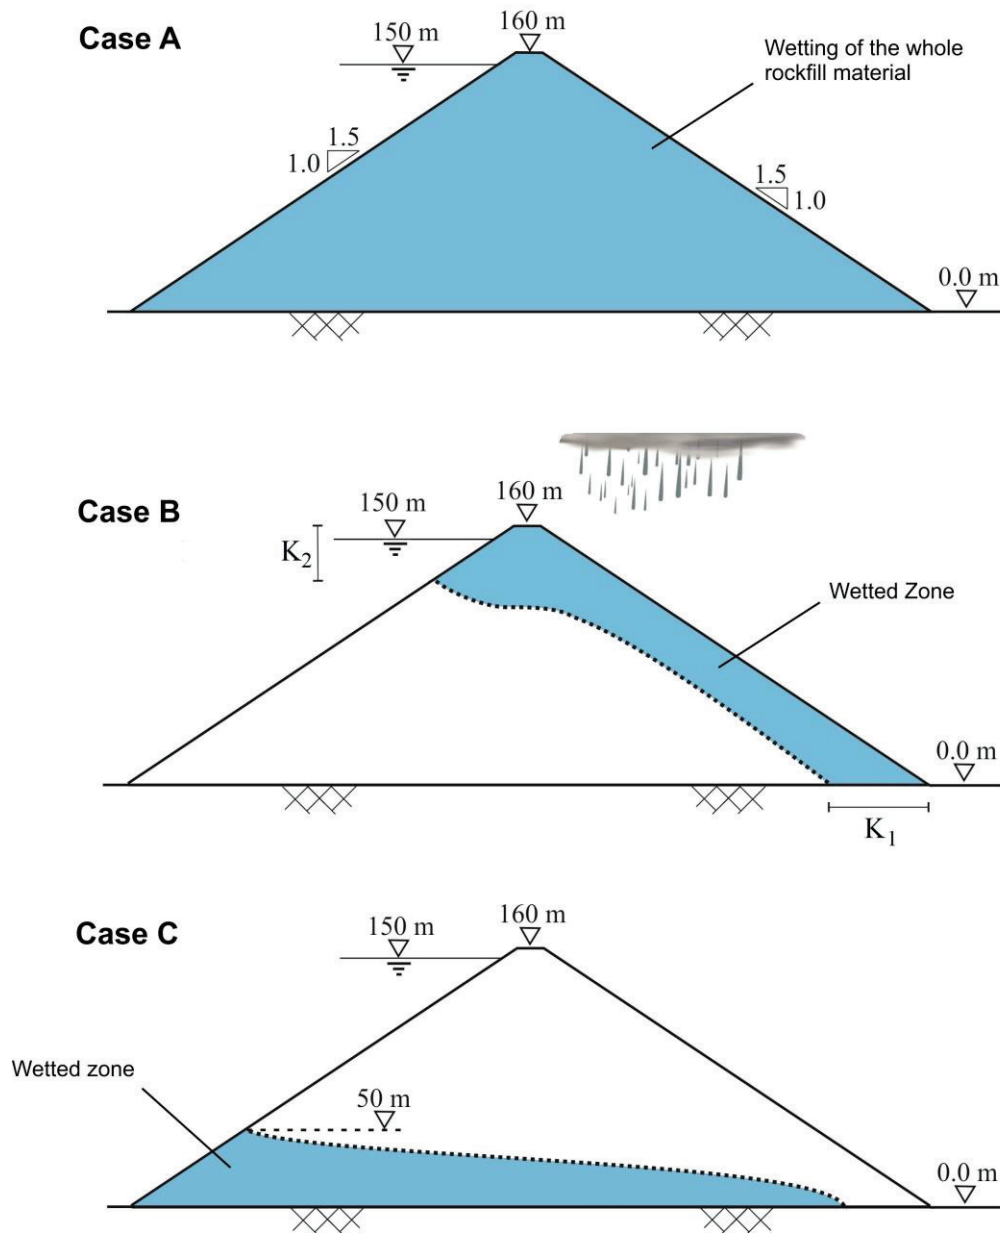 Case A
150 m
160 m
Wetting of the whole
rockfill material
1.5
1.0
1.5
1.0
0.0 m
Case B
150 m
160 m
K2
Wetted Zone
0.0 m
K1
Case C
150 m
160 m
Wetted zone
50 m
0.0 m